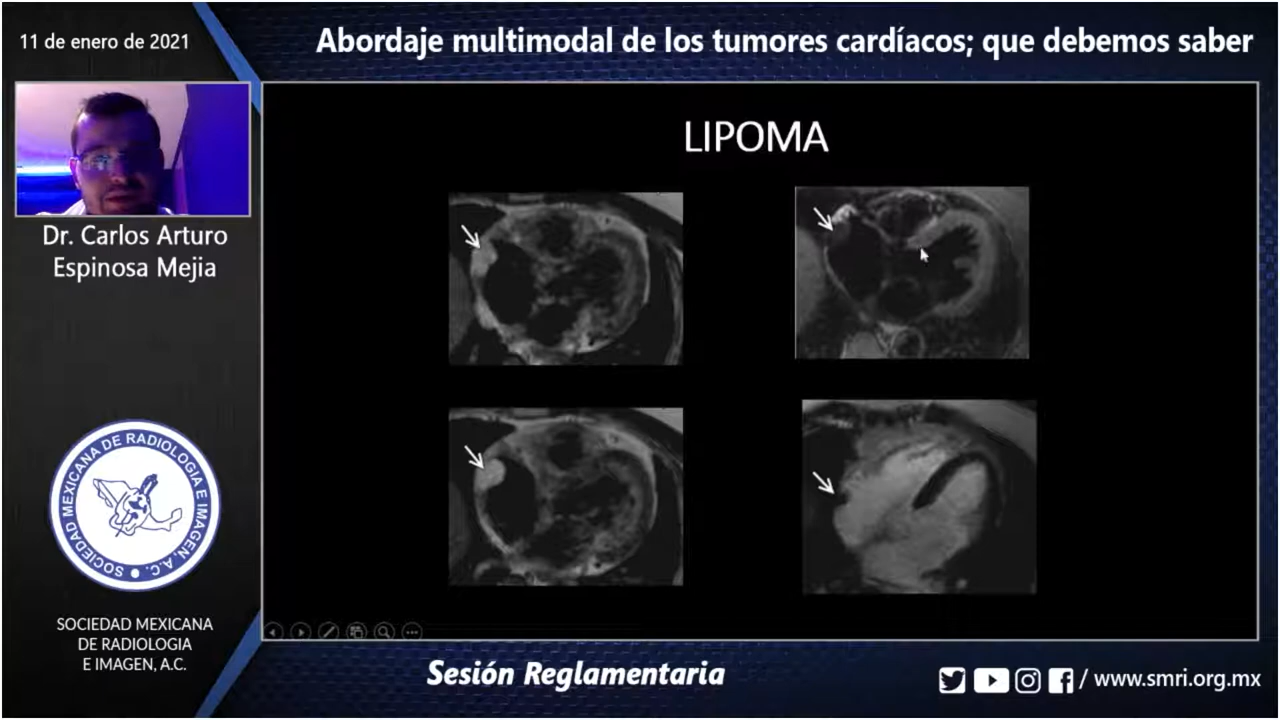 11 de enero de 2021
Abordaje multimodal de los tumores cardíacos; que debemos saber
Dr. Carlos Arturo
Espinosa Mejia
LIPOMA
SOCIEDAD MEXICANA DE RADIOLOGIA E IMAGEN, A.C.
SOCIEDAD MEXICANA
DE RADIOLOGIA
E IMAGEN, A.C.
Sesión Reglamentaria
/ www.smri.org.mx